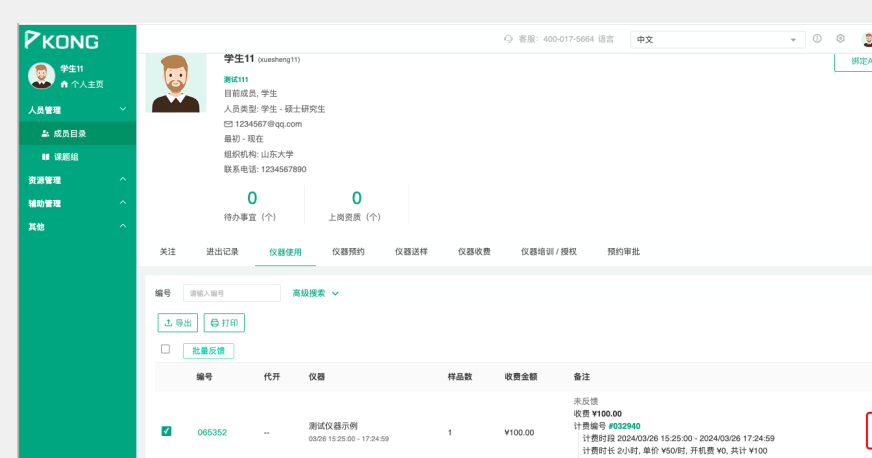 KONG
客服：400-017-5664 语言 中文
学生11
个人主页
人员管理
成员目录
课题组
资源管理
辅助管理
其他
学生11 (xuesheng11)
绑定
测试111
目前成员, 学生
人员类型: 学生 - 硕士研究生
1234567@qq.com
最初 - 现在
组织机构: 山东大学
联系电话: 1234567890
0 0
待办事宜（个） 上岗资质（个）
关注 进出记录 仪器使用 仪器预约 仪器送样 仪器收费 仪器培训 / 授权 预约审批
编号 请输入编号 高级搜索
导出 打印
批量反馈
编号 代开 仪器 样品数 收费金额 备注
未反馈
收费 ¥100.00
计费编号 #032940
065352 -- 测试仪器示例 1 ¥100.00
03/26 15:25:00 - 17:24:59
计费时段 2024/03/26 15:25:00 - 2024/03/26 17:24:59
计费时长 2小时, 单价 ¥50/时, 开机费 ¥0, 共计 ¥100